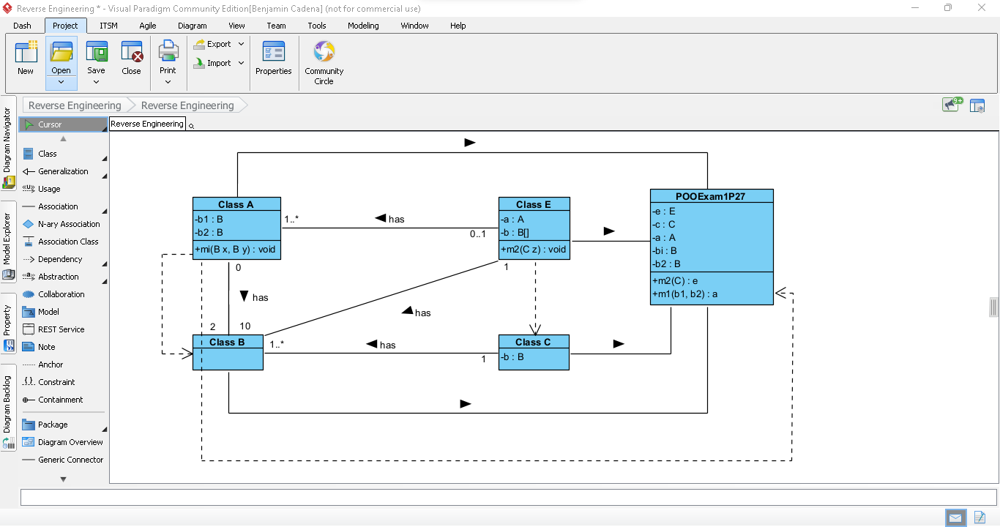 Reverse Engineering * - Visual Paradigm Community Edition[Benjamin Cadena] (not for commercial use)
Dash Project ITSM Agile Diagram View Team Tools Modeling Window Help
New Open Save Close Print Export Import Properties Community Circle
Reverse Engineering Reverse Engineering
9+
Diagram Navigator
Model Explorer
Property
Diagram Backlog
Cursor
Class
Generalization
<<U>> Usage
Association
N-ary Association
Association Class
Dependency
<<a>> Abstraction
Collaboration
Model
REST Service
Note
Anchor
{} Constraint
Containment
Package
Diagram Overview
Generic Connector
Reverse Engineering
Class A
-b1 : B
-b2 : B
+mi(B x, B y) : void
1..*
has
0..1
Class E
-a : A
-b : B[]
+m2(C z) : void
POOExam1P27
-e : E
-c : C
-a : A
-bi : B
-b2 : B
+m2(C) : e
+m1(b1, b2) : a
0
1
has
has
2
10
Class B
1..*
has
1
Class C
-b : B